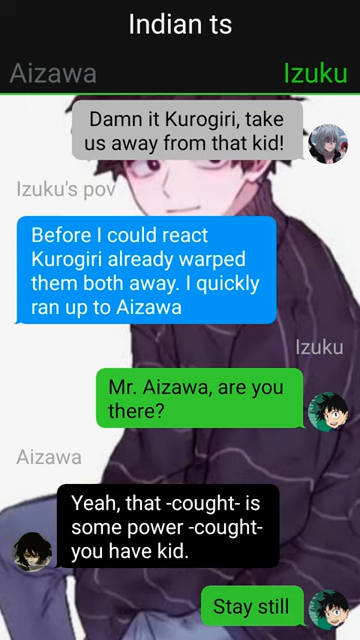 Indian ts
Aizawa
Izuku
Damn it Kurogiri, take
us away from that kid!
Izuku's pov
Before I could react
Kurogiri already warped
them both away. I quickly
ran up to Aizawa
Izuku
Mr. Aizawa, are you
there?
Aizawa
Yeah, that -cought- is
some power -cought-
you have kid.
Stay still